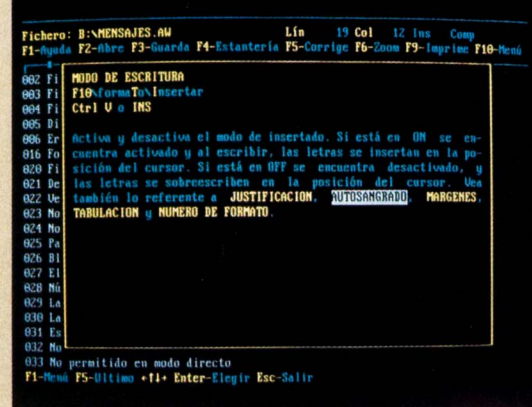 Fichero: B:\MENSAJES.AW Lín 19 Col 12 Ins Comp
F1-Ayuda F2-Abre F3-Guarda F4-Estantería F5-Corrige F6-Zoom F9-Imprime F10-Menú
002 Fi MODO DE ESCRITURA
003 Fi F10\formaTo\Insertar
004 Fi Ctrl V o INS
005 Di
006 Er Activa y desactiva el modo de insertado. Si está en ON se en-
016 Fo cuentra activado y al escribir, las letras se insertan en la po-
020 Fi sición del cursor. Si está en OFF se encuentra desactivado, y
021 De las letras se sobreescriben en la posición del cursor. Vea
022 Ve también lo referente a JUSTIFICACION, AUTOSANGRADO, MARGENES,
023 No TABULACION y NUMERO DE FORMATO.
024 No
025 Pa
026 Bl
027 El
028 Nú
029 La
030 La
031 Es
032 No
033 No permitido en modo directo
F1-Menú F5-Ultimo ←↑↓→ Enter-Elegir Esc-Salir